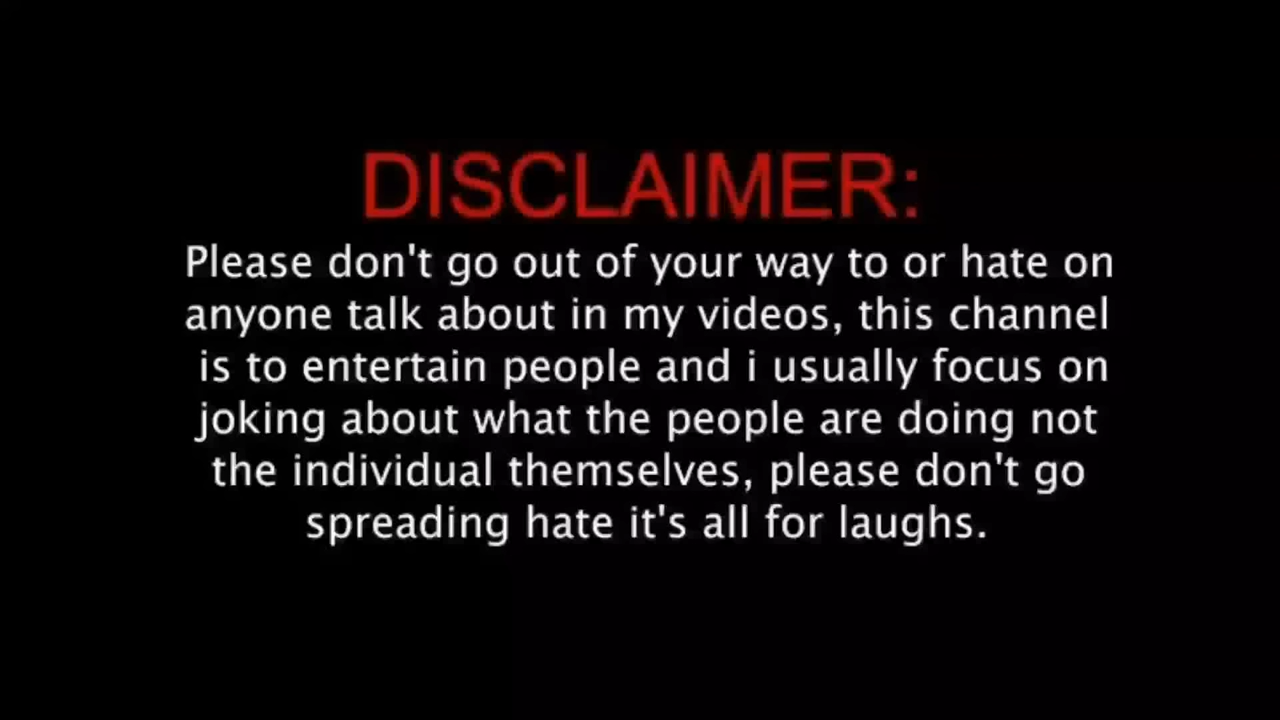 DISCLAIMER:
Please don't go out of your way to or hate on
anyone talk about in my videos, this channel
is to entertain people and i usually focus on
joking about what the people are doing not
the individual themselves, please don't go
spreading hate it's all for laughs.